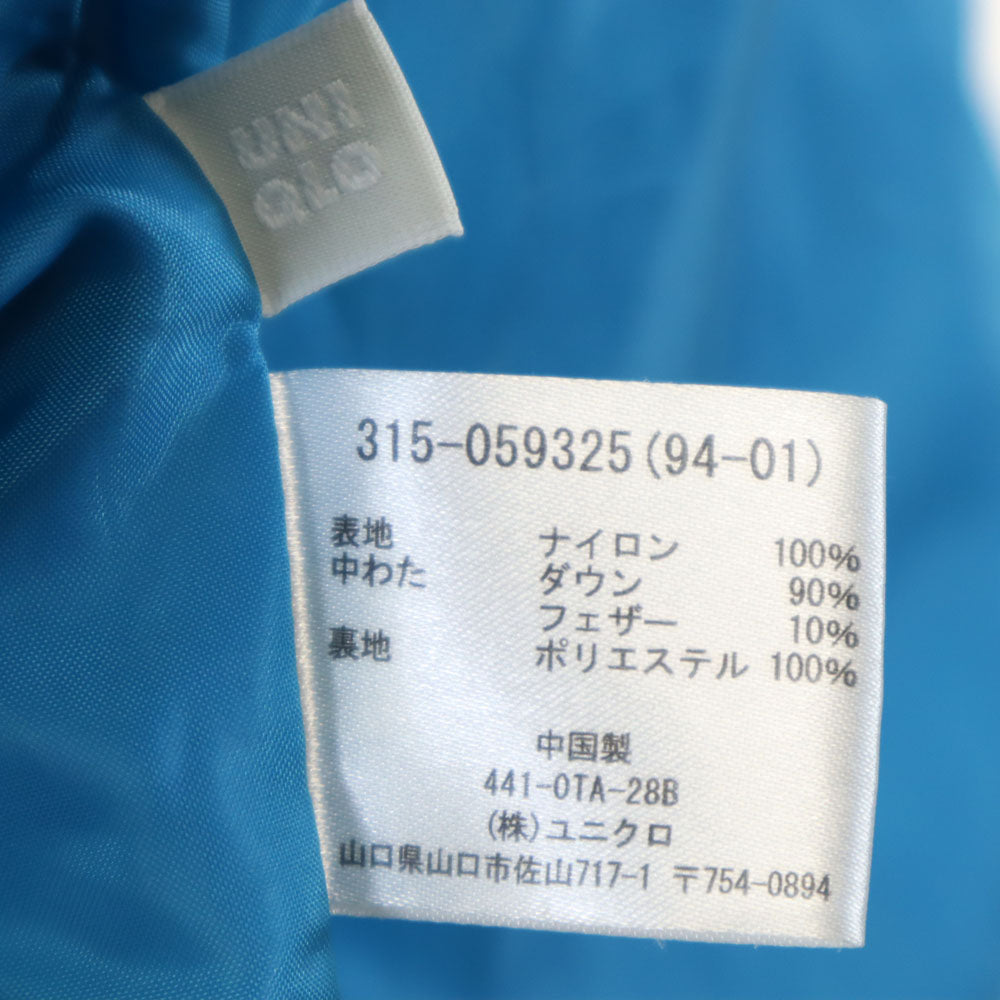 UNI
QLO
315-059325(94-01)
表地 ナイロン 100%
中わた ダウン 90%
フェザー 10%
裏地 ポリエステル 100%
中国製
441-OTA-28B
(株)ユニクロ
山口県山口市佐山717-1 〒754-0894